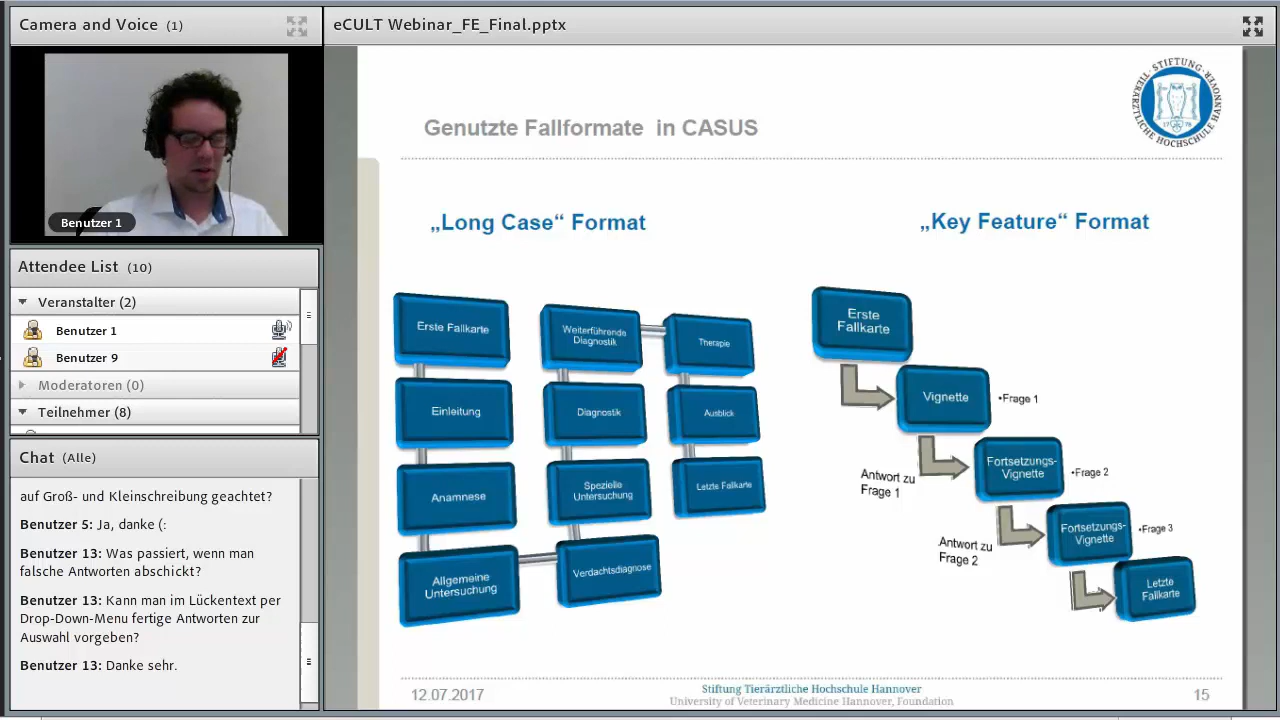 Camera and Voice (1)
Benutzer 1
Attendee List (10)
Veranstalter (2)
Benutzer 1
Benutzer 9
Moderatoren (0)
Teilnehmer (8)
Chat (Alle)
auf Groß- und Kleinschreibung geachtet?
Benutzer 5: Ja, danke (:
Benutzer 13: Was passiert, wenn man
falsche Antworten abschickt?
Benutzer 13: Kann man im Lückentext per
Drop-Down-Menu fertige Antworten zur
Auswahl vorgeben?
Benutzer 13: Danke sehr.
eCULT Webinar_FE_Final.pptx
STIFTUNG
TIERÄRZTLICHE HOCHSCHULE HANNOVER
1778
Genutzte Fallformate in CASUS
„Long Case“ Format
Erste Fallkarte
Einleitung
Anamnese
Allgemeine
Untersuchung
Verdachtsdiagnose
Spezielle
Untersuchung
Diagnostik
Weiterführende
Diagnostik
Therapie
Ausblick
Letzte Fallkarte
„Key Feature“ Format
Erste
Fallkarte
Vignette
•Frage 1
Antwort zu
Frage 1
Fortsetzungs-
Vignette
•Frage 2
Antwort zu
Frage 2
Fortsetzungs-
Vignette
•Frage 3
Letzte
Fallkarte
12.07.2017
Stiftung Tierärztliche Hochschule Hannover
University of Veterinary Medicine Hannover, Foundation
15